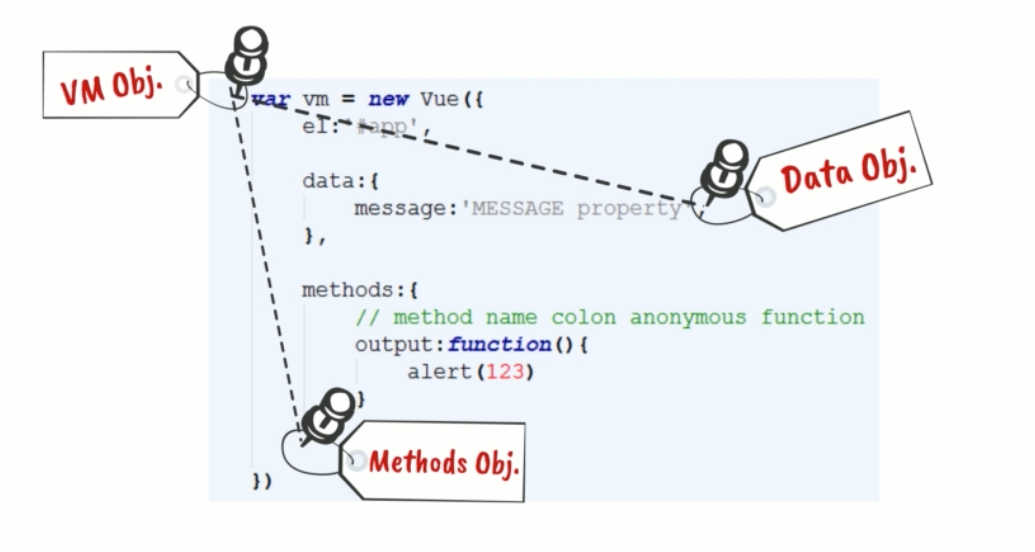 VM Obj.
var vm = new Vue({
el:'#app',
Data Obj.
data:{
message:'MESSAGE property'
},
methods:{
// method name colon anonymous function
output:function(){
alert(123)
}
Methods Obj.
})